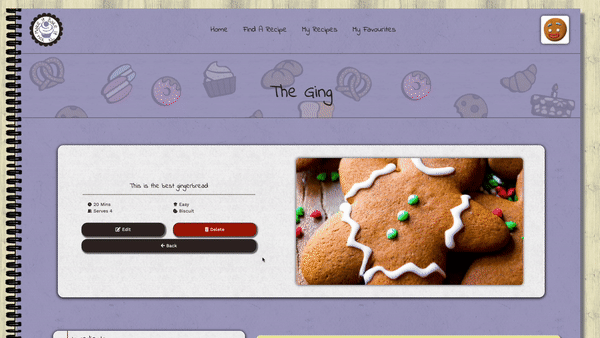 Home Find A Recipe My Recipes My Favourites
The Ging
This is the best gingerbread
20 Mins Easy
Serves 4 Biscuit
Edit Delete
Back